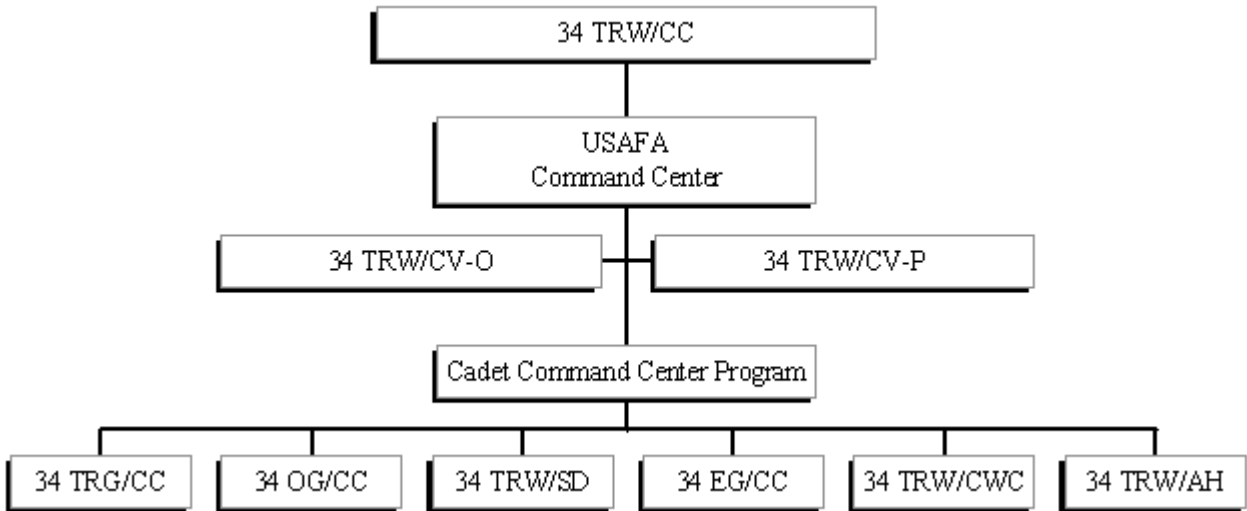 34 TRW/CC
USAFA
Command Center
34 TRW/CV-O
34 TRW/CV-P
Cadet Command Center Program
34 TRG/CC
34 OG/CC
34 TRW/SD
34 EG/CC
34 TRW/CWC
34 TRW/AH